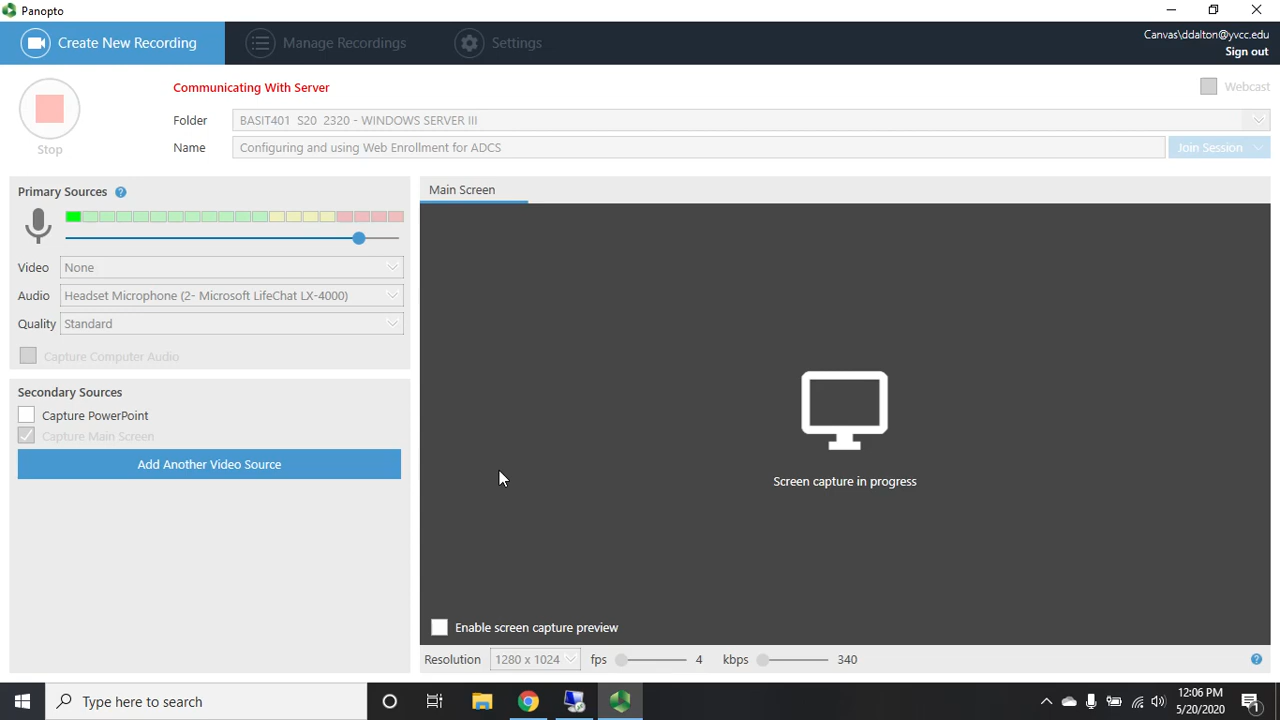 Panopto
Create New Recording
Manage Recordings
Settings
Canvas\ddalton@yvcc.edu
Sign out
Stop
Communicating With Server
Webcast
Folder
BASIT401 S20 2320 - WINDOWS SERVER III
Name
Configuring and using Web Enrollment for ADCS
Join Session
Primary Sources
Video
None
Audio
Headset Microphone (2- Microsoft LifeChat LX-4000)
Quality
Standard
Capture Computer Audio
Secondary Sources
Capture PowerPoint
Capture Main Screen
Add Another Video Source
Main Screen
Screen capture in progress
Enable screen capture preview
Resolution 1280 x 1024 fps 4 kbps 340
Type here to search
12:06 PM
5/20/2020
1